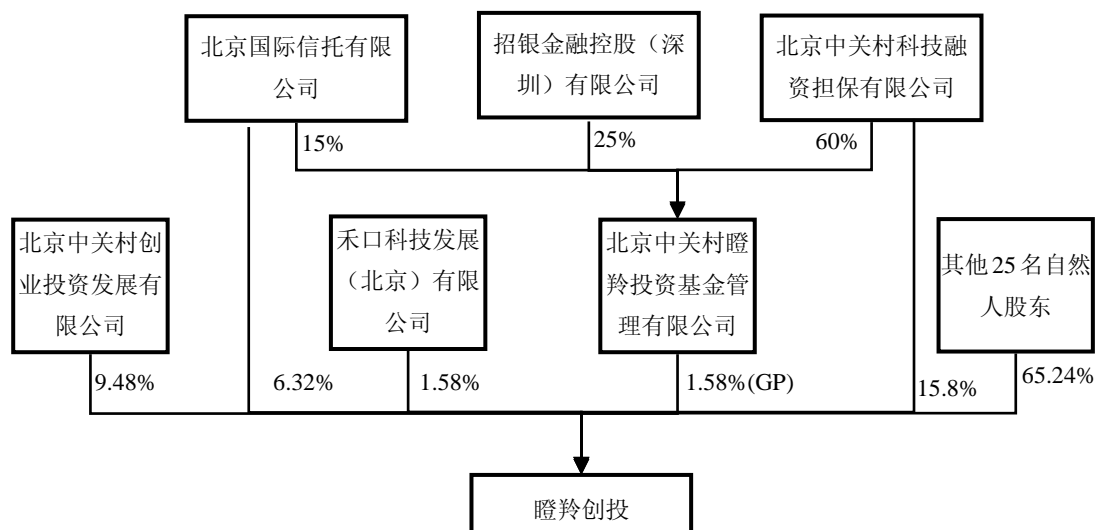 北京国际信托有限
公司
招银金融控股（深
圳）有限公司
北京中关村科技融
资担保有限公司
15%
25%
60%
北京中关村创
业投资发展有
限公司
禾口科技发展
（北京）有限
公司
北京中关村瞪
羚投资基金管
理有限公司
其他25名自然
人股东
9.48%
6.32%
1.58%
1.58%(GP)
15.8%
65.24%
瞪羚创投